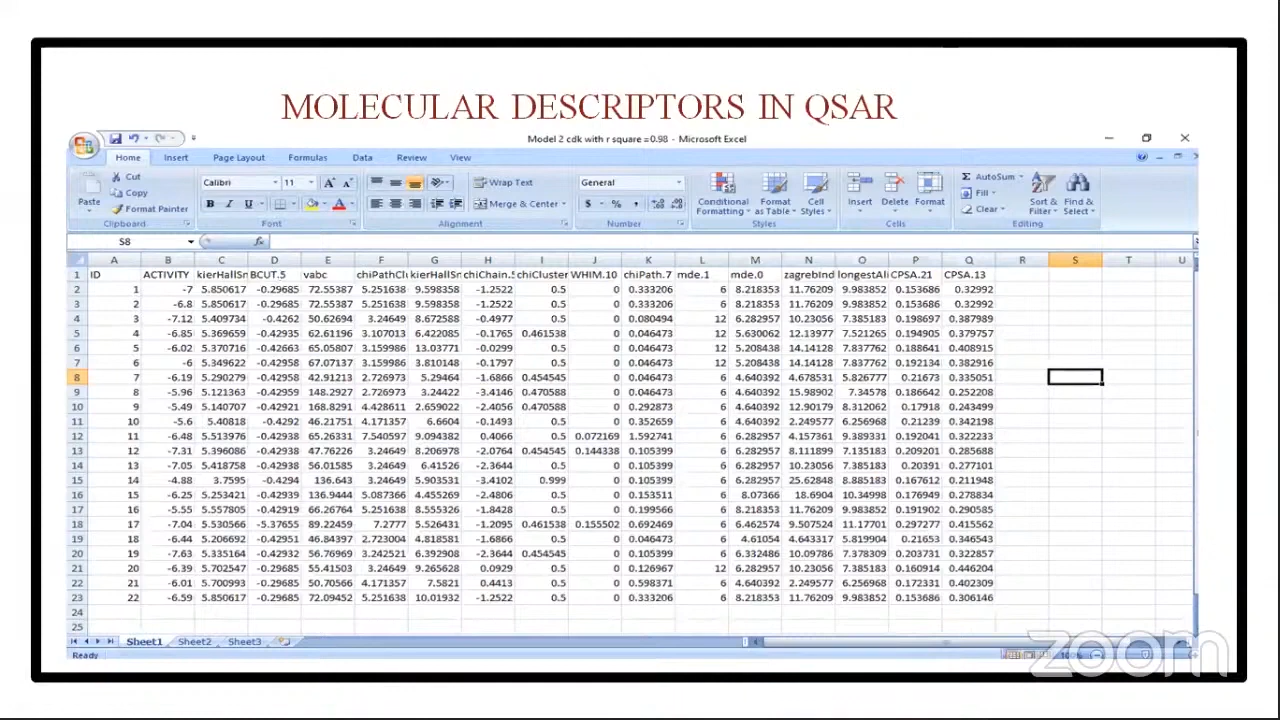 MOLECULAR DESCRIPTORS IN QSAR
Model 2 cdk with r square =0.98 - Microsoft Excel
Home Insert Page Layout Formulas Data Review View
Paste Cut Copy Format Painter Clipboard
Calibri 11 A A B I U A Font
Wrap Text Merge & Center Alignment
General $ % , Number
Conditional Formatting Format as Table Cell Styles Styles
Insert Delete Format Cells
Σ AutoSum Fill Clear Sort & Filter Find & Select Editing
S8 fx
A B C D E F G H I J K L M N O P Q R S T U
1 ID ACTIVITY kierHallSn BCUT.5 vabc chiPathClu kierHallSn chiChain.5 chiCluster WHIM.10 chiPath.7 mde.1 mde.0 zagrebInd longestAli CPSA.21 CPSA.13
2 1 -7 5.850617 -0.29685 72.55387 5.251638 9.598358 -1.2522 0.5 0 0.333206 6 8.218353 11.76209 9.983852 0.153686 0.32992
3 2 -6.8 5.850617 -0.29685 72.55387 5.251638 9.598358 -1.2522 0.5 0 0.333206 6 8.218353 11.76209 9.983852 0.153686 0.32992
4 3 -7.12 5.409734 -0.4262 50.62694 3.24649 8.672588 -0.4977 0.5 0 0.080494 12 6.282957 10.23056 7.385183 0.198697 0.387989
5 4 -6.85 5.369659 -0.42935 62.61196 3.107013 6.422085 -0.1765 0.461538 0 0.046473 12 5.630062 12.13977 7.521265 0.194905 0.379757
6 5 -6.02 5.370716 -0.42663 65.05807 3.159986 13.03771 -0.0299 0.5 0 0.046473 12 5.208438 14.14128 7.837762 0.188641 0.408915
7 6 -6 5.349622 -0.42958 67.07137 3.159986 3.810148 -0.1797 0.5 0 0.046473 12 5.208438 14.14128 7.837762 0.192134 0.382916
8 7 -6.19 5.290279 -0.42958 42.91213 2.726973 5.29464 -1.6866 0.454545 0 0.046473 6 4.640392 4.678531 5.826777 0.21673 0.335051
9 8 -5.96 5.121363 -0.42959 148.2927 2.726973 3.24422 -3.4146 0.470588 0 0.046473 6 4.640392 15.98902 7.34578 0.186642 0.252208
10 9 -5.49 5.140707 -0.42921 168.8291 4.428611 2.659022 -2.4056 0.470588 0 0.292873 6 4.640392 12.90179 8.312062 0.17918 0.243499
11 10 -5.6 5.40818 -0.4292 46.21751 4.171357 6.6604 -0.1493 0.5 0 0.352659 6 4.640392 2.249577 6.256968 0.21239 0.342198
12 11 -6.48 5.513976 -0.42938 65.26331 7.540597 9.094382 0.4066 0.5 0.072169 1.592741 6 6.282957 4.157361 9.389331 0.192041 0.322233
13 12 -7.31 5.396086 -0.42938 47.76226 3.24649 8.206978 -2.0764 0.454545 0.144338 0.105399 6 6.282957 8.111899 7.135183 0.209201 0.285688
14 13 -7.05 5.418758 -0.42938 56.01585 3.24649 6.41526 -2.3644 0.5 0 0.105399 6 6.282957 10.23056 7.385183 0.20391 0.277101
15 14 -4.88 3.7595 -0.4294 136.643 3.24649 5.903531 -3.4102 0.999 0 0.105399 6 6.282957 25.62848 8.885183 0.167612 0.211948
16 15 -6.25 5.253421 -0.42939 136.9444 5.087366 4.455269 -2.4806 0.5 0 0.153511 6 8.07366 18.6904 10.34998 0.176949 0.278834
17 16 -5.55 5.557805 -0.42919 66.26764 5.251638 8.555326 -1.8428 0.5 0 0.199566 6 8.218353 11.76209 9.983852 0.191902 0.290585
18 17 -7.04 5.530566 -5.37655 89.22459 7.2777 5.526431 -1.2095 0.461538 0.155502 0.692469 6 6.462574 9.507524 11.17701 0.297277 0.415562
19 18 -6.44 5.206692 -0.42951 46.84397 2.723004 4.818581 -1.6866 0.5 0 0.046473 6 4.61054 4.643317 5.819904 0.21653 0.346543
20 19 -7.63 5.335164 -0.42932 56.76969 3.242521 6.392908 -2.3644 0.454545 0 0.105399 6 6.332486 10.09786 7.378309 0.203731 0.322857
21 20 -6.39 5.702547 -0.29685 55.41503 3.24649 9.265628 0.0929 0.5 0 0.126967 12 6.282957 10.23056 7.385183 0.160914 0.446204
22 21 -6.01 5.700993 -0.29685 50.70566 4.171357 7.5821 0.4413 0.5 0 0.598371 6 4.640392 2.249577 6.256968 0.172331 0.402309
23 22 -6.59 5.850617 -0.29685 72.09452 5.251638 10.01932 -1.2522 0.5 0 0.333206 6 8.218353 11.76209 9.983852 0.153686 0.306146
24
25
Sheet1 Sheet2 Sheet3
Ready 100%
zoom